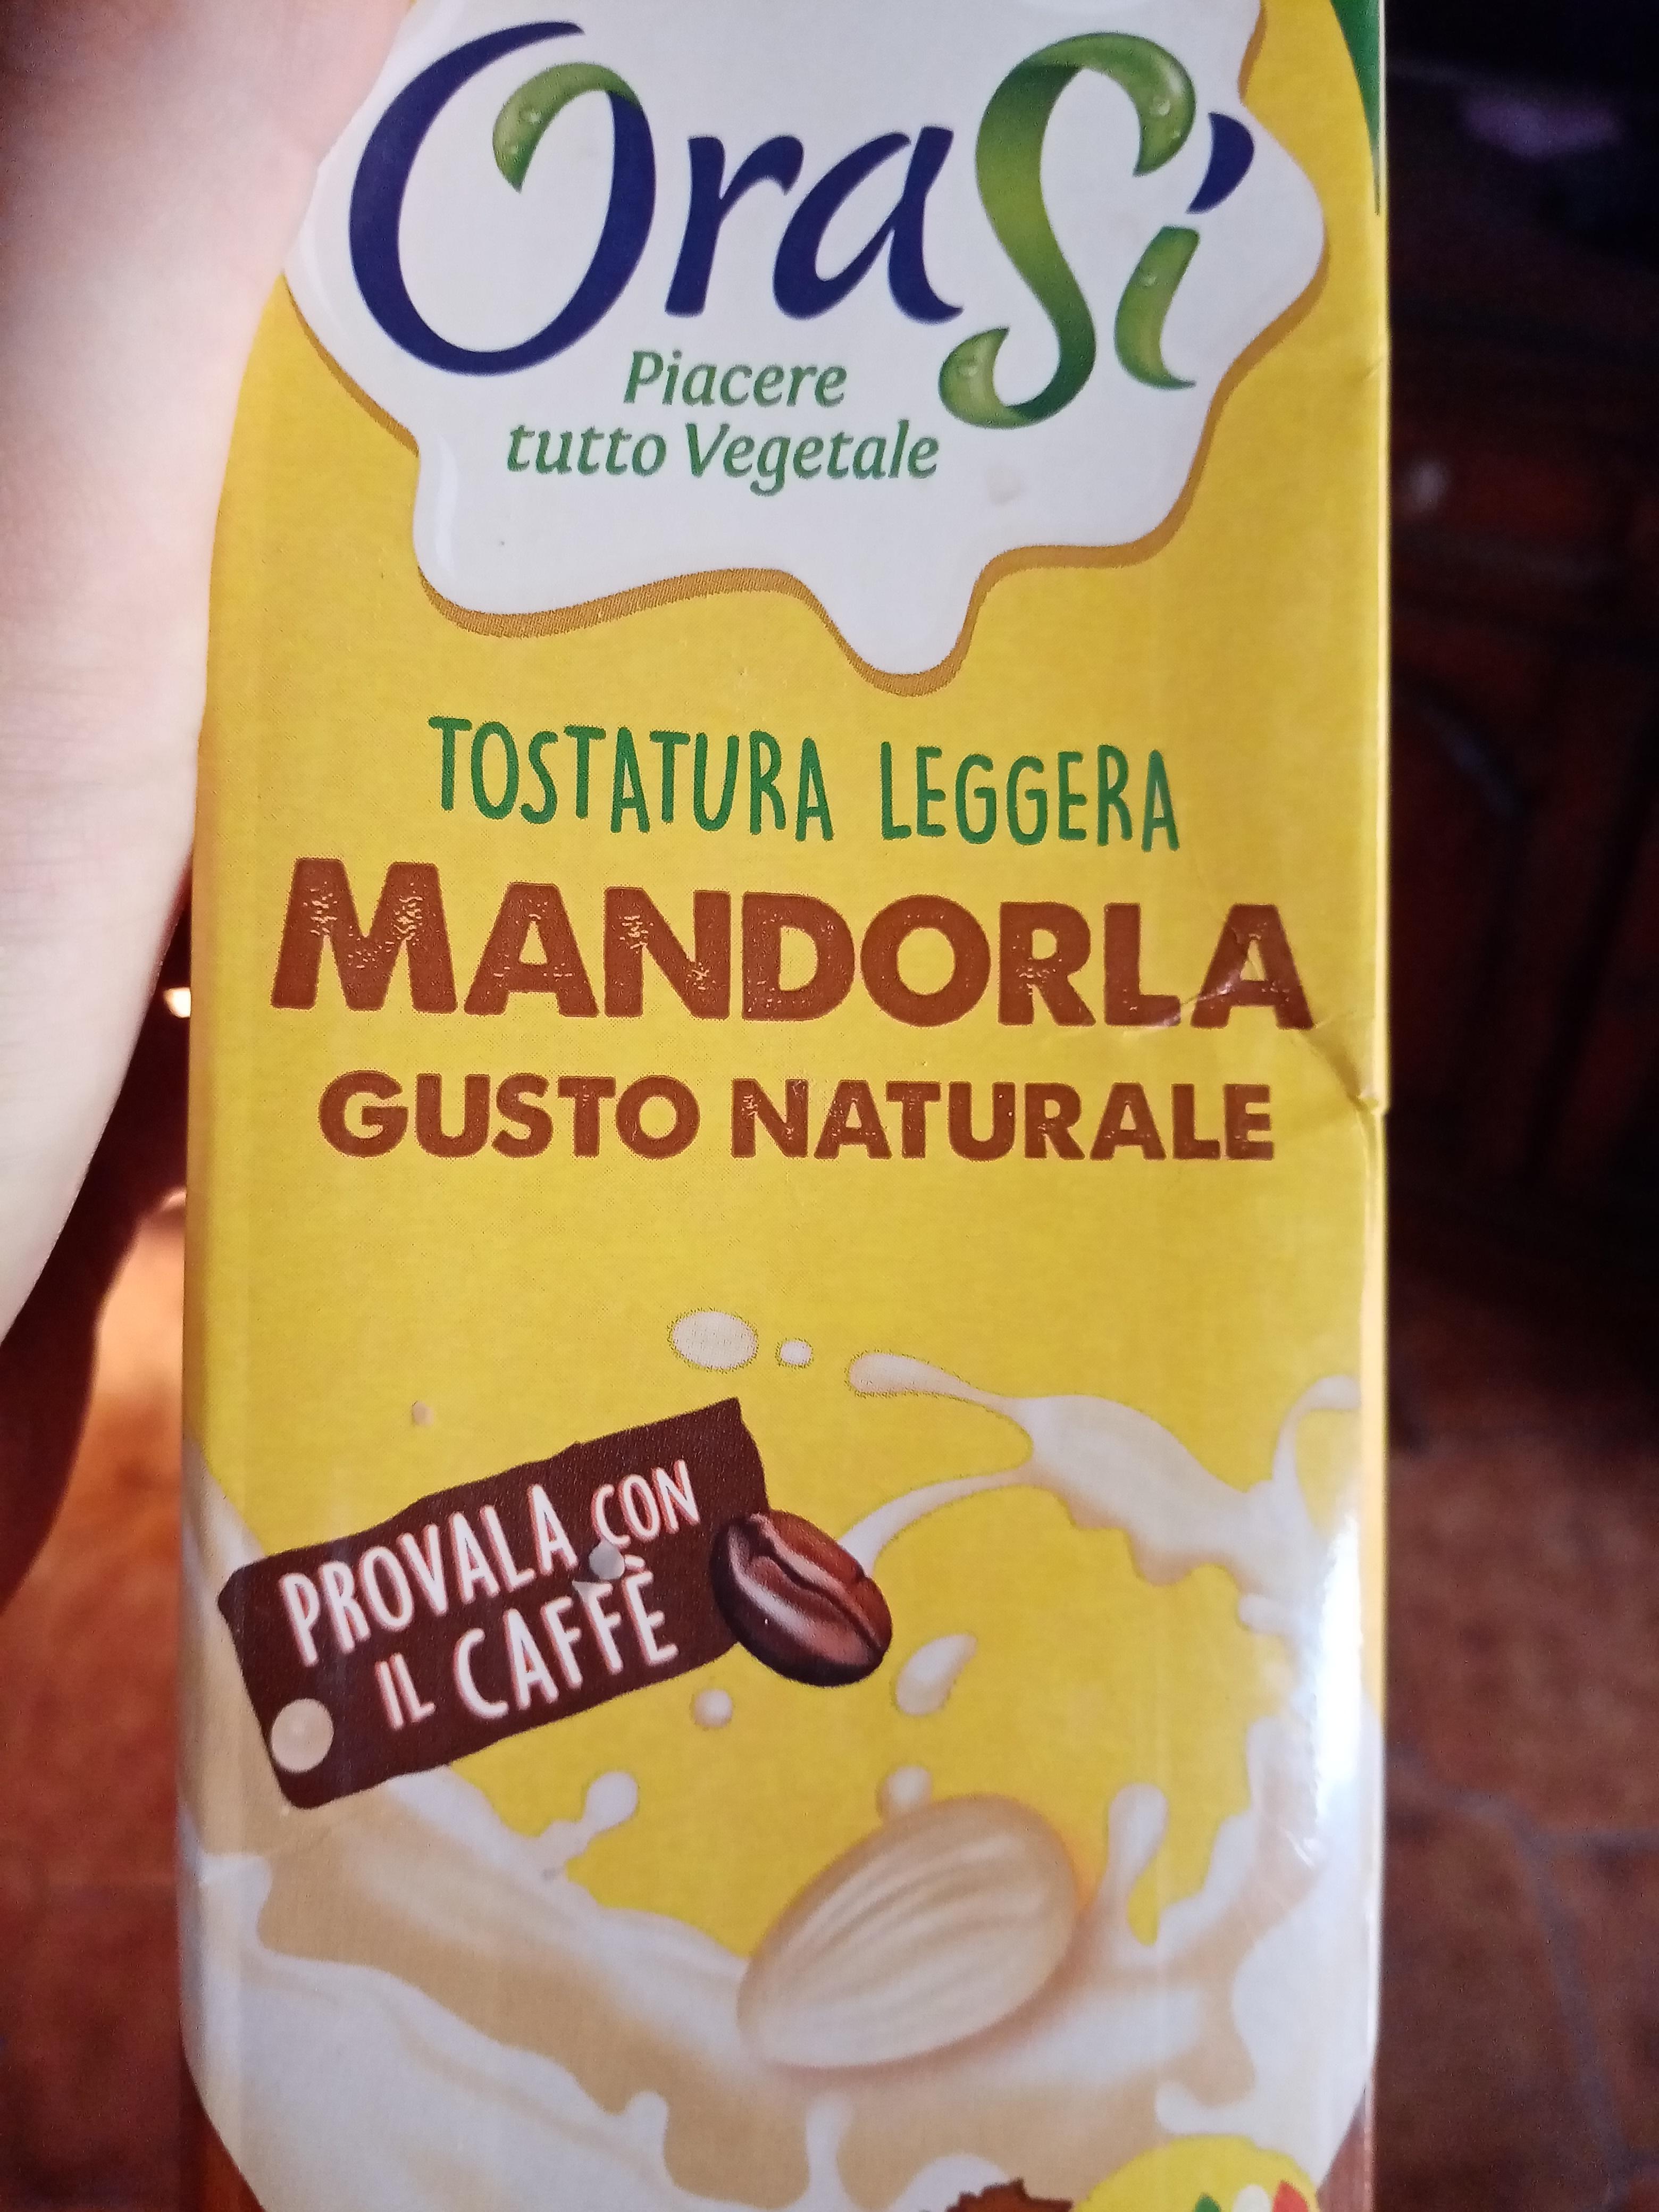 OraSì
Piacere
tutto Vegetale
TOSTATURA LEGGERA
MANDORLA
GUSTO NATURALE
PROVALA CON
IL CAFFÈ